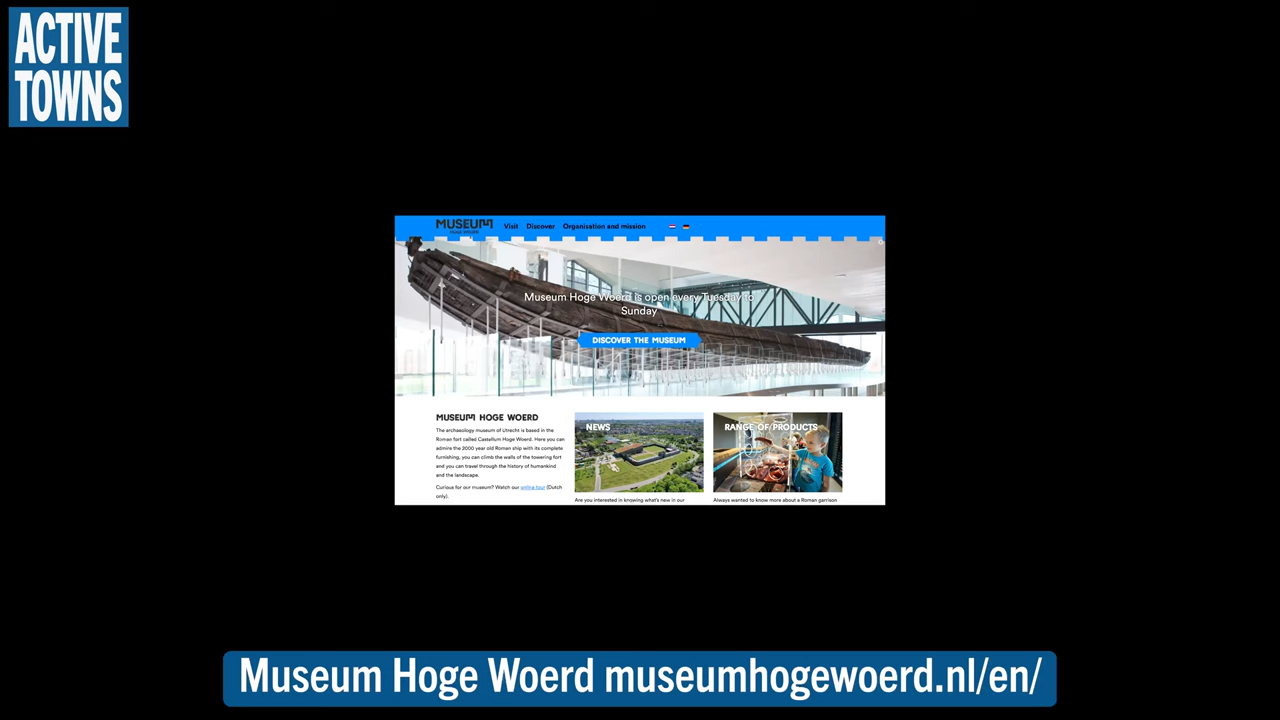 ACTIVE
TOWNS
MUSEUM
HOGE WOERD
Visit
Discover
Organisation and mission
Museum Hoge Woerd is open every Tuesday to
Sunday
DISCOVER THE MUSEUM
MUSEUM HOGE WOERD
The archaeology museum of Utrecht is based in the
Roman fort called Castellum Hoge Woerd. Here you can
admire the 2000 year old Roman ship with its complete
furnishing, you can climb the walls of the towering fort
and you can travel through the history of humankind
and the landscape.
Curious for our museum? Watch our online tour (Dutch
only).
NEWS
Are you interested in knowing what's new in our
RANGE OF PRODUCTS
Always wanted to know more about a Roman garrison
Museum Hoge Woerd museumhogewoerd.nl/en/